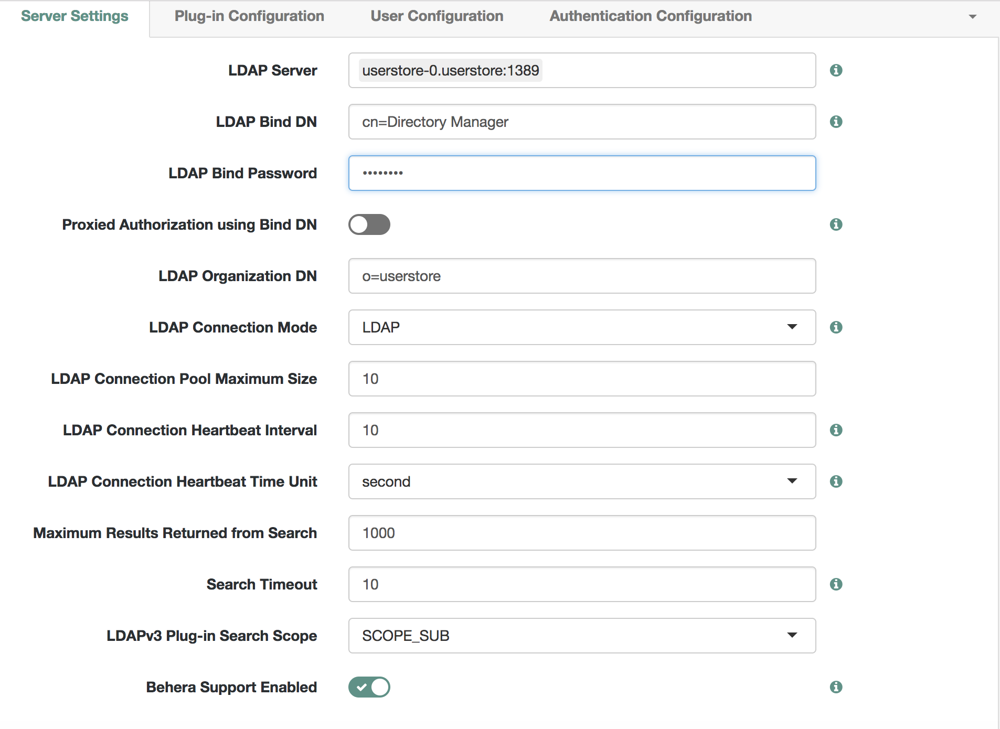 Server Settings Plug-in Configuration User Configuration Authentication Configuration
LDAP Server userstore-0.userstore:1389
LDAP Bind DN cn=Directory Manager
LDAP Bind Password ••••••••
Proxied Authorization using Bind DN
LDAP Organization DN o=userstore
LDAP Connection Mode LDAP
LDAP Connection Pool Maximum Size 10
LDAP Connection Heartbeat Interval 10
LDAP Connection Heartbeat Time Unit second
Maximum Results Returned from Search 1000
Search Timeout 10
LDAPv3 Plug-in Search Scope SCOPE_SUB
Behera Support Enabled